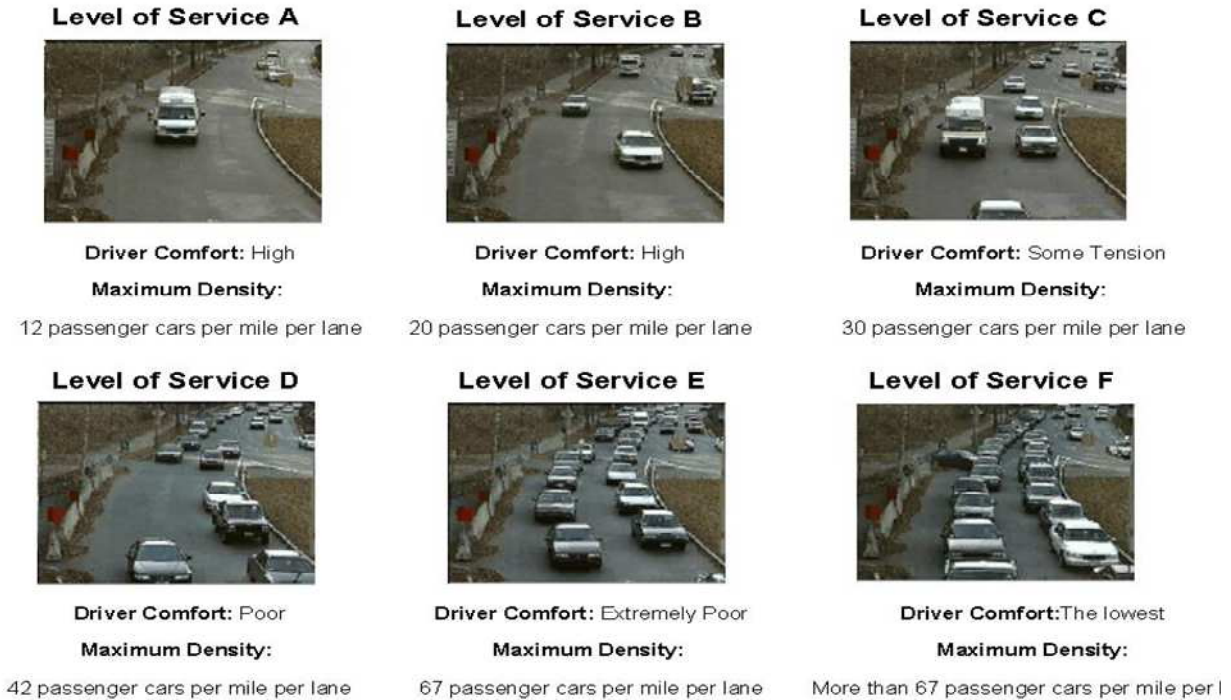 Level of Service A
Level of Service B
Level of Service C
Driver Comfort: High
Driver Comfort: High
Driver Comfort: Some Tension
Maximum Density:
Maximum Density:
Maximum Density:
12 passenger cars per mile per lane
20 passenger cars per mile per lane
30 passenger cars per mile per lane
Level of Service D
Level of Service E
Level of Service F
Driver Comfort: Poor
Driver Comfort: Extremely Poor
Driver Comfort:The lowest
Maximum Density:
Maximum Density:
Maximum Density:
42 passenger cars per mile per lane
67 passenger cars per mile per lane
More than 67 passenger cars per mile per